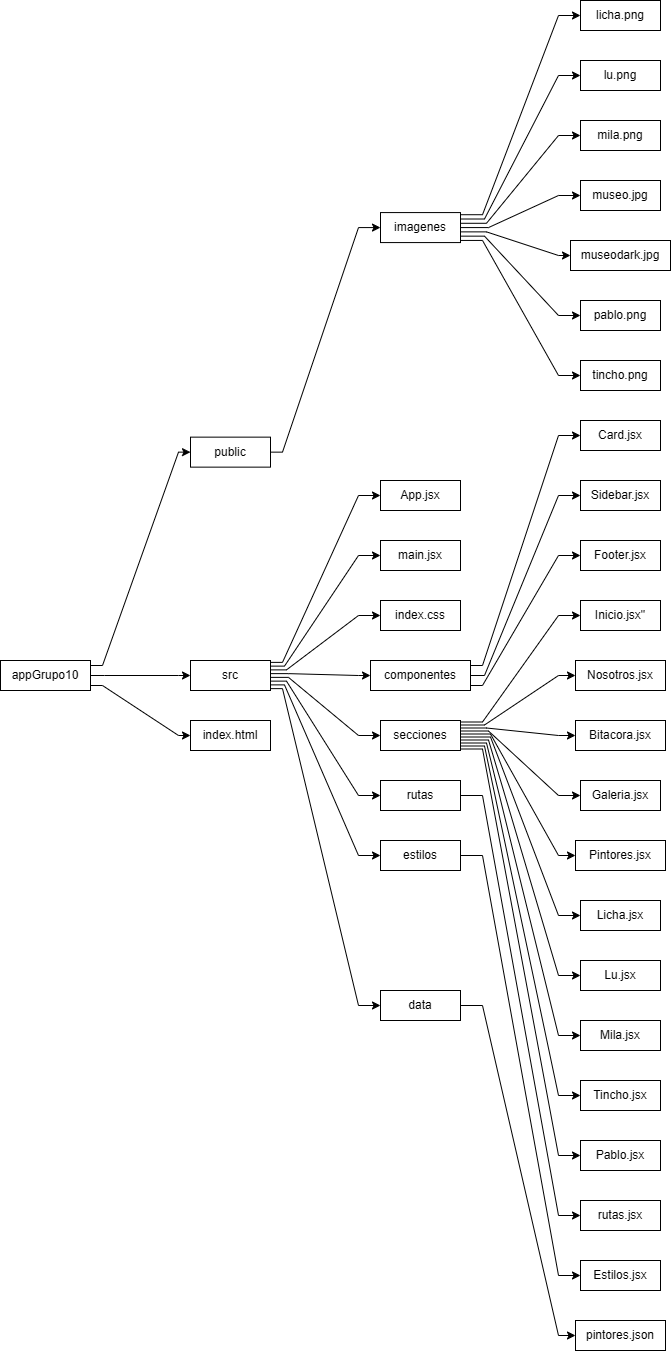 licha.png
lu.png
mila.png
museo.jpg
imagenes
museodark.jpg
pablo.png
tincho.png
Card.jsx
public
App.jsx
Sidebar.jsx
main.jsx
Footer.jsx
index.css
Inicio.jsx"
appGrupo10
src
componentes
Nosotros.jsx
index.html
secciones
Bitacora.jsx
rutas
Galeria.jsx
estilos
Pintores.jsx
Licha.jsx
Lu.jsx
data
Mila.jsx
Tincho.jsx
Pablo.jsx
rutas.jsx
Estilos.jsx
pintores.json